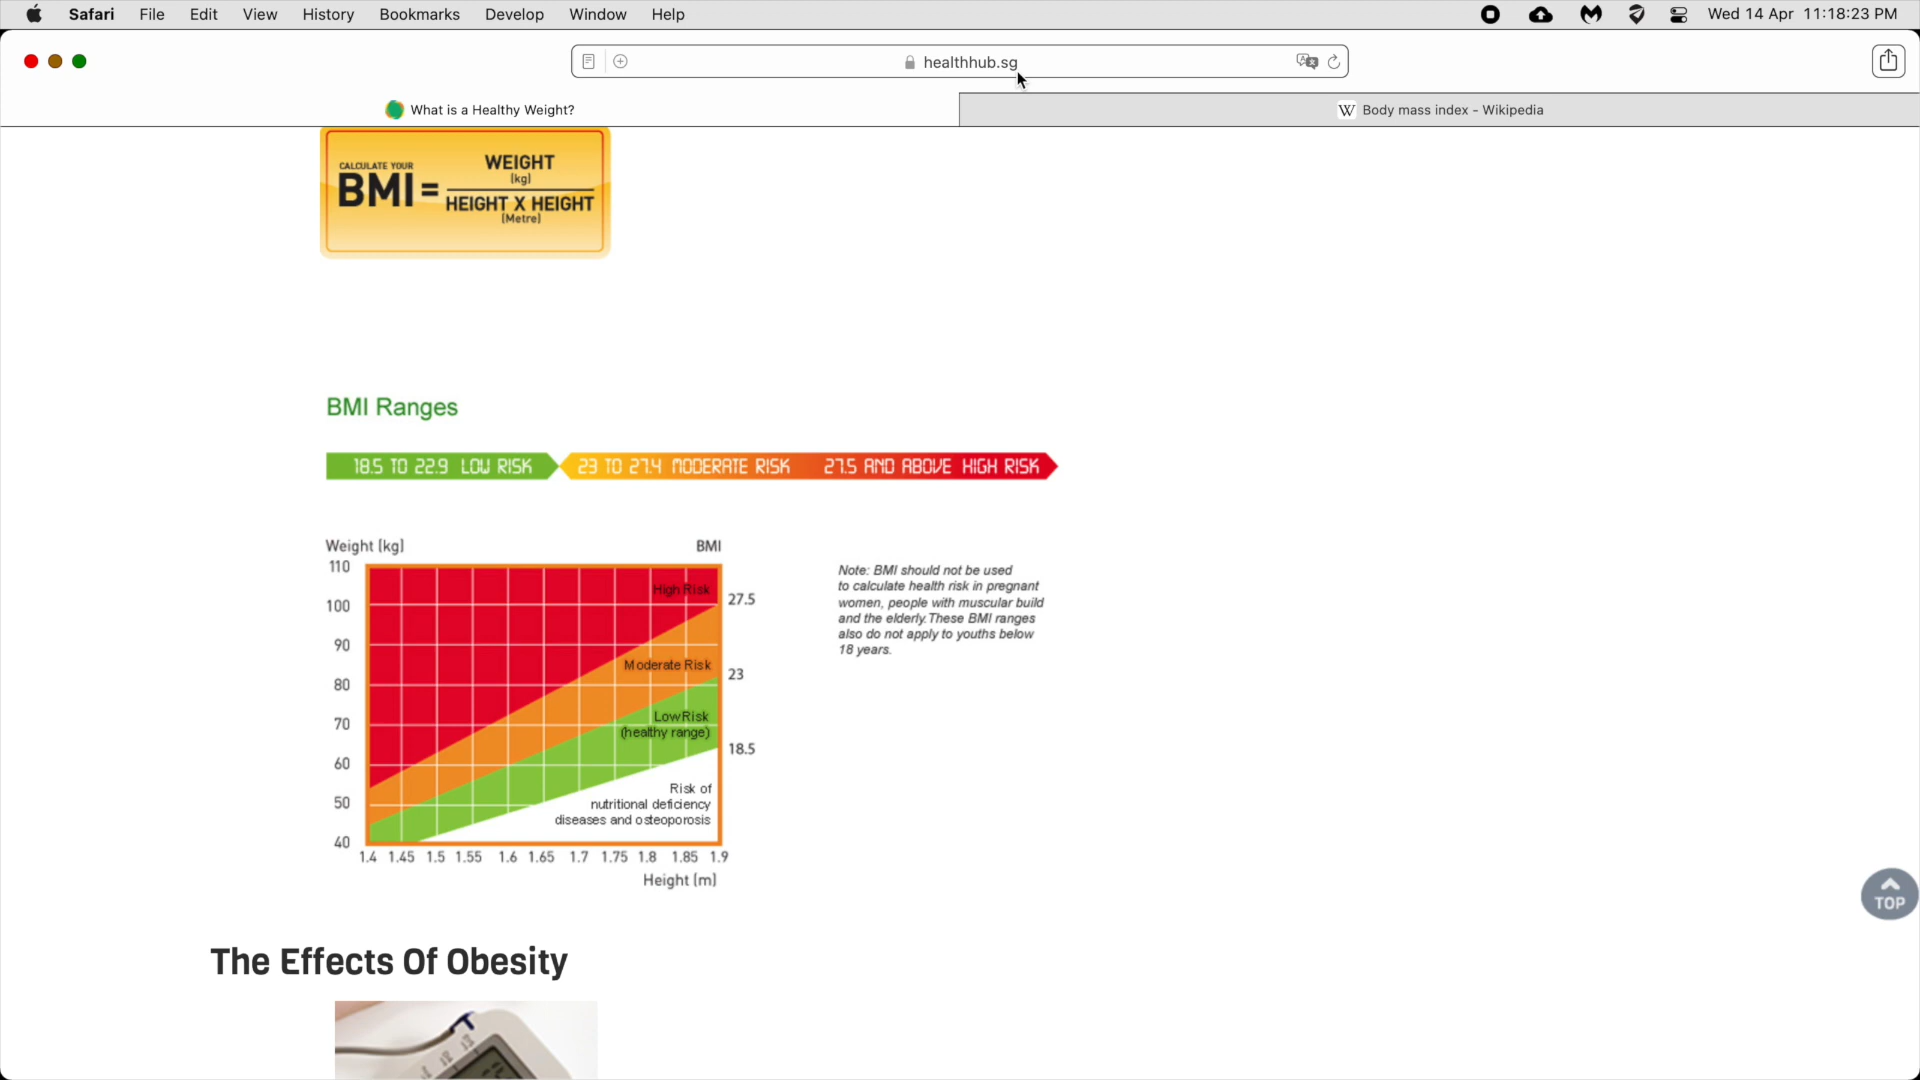 Safari File Edit View History Bookmarks Develop Window Help Wed 14 Apr 11:18:23 PM
healthhub.sg
What is a Healthy Weight?
W Body mass index - Wikipedia
CALCULATE YOUR
BMI = WEIGHT
(kg)
HEIGHT X HEIGHT
(Metre)
BMI Ranges
18.5 TO 22.9 LOW RISK 23 TO 27.4 MODERATE RISK 27.5 AND ABOVE HIGH RISK
Weight (kg) BMI
110
High Risk
27.5
100
90
Moderate Risk
23
80
70
Low Risk
(healthy range)
18.5
60
Risk of
nutritional deficiency
diseases and osteoporosis
50
40
1.4 1.45 1.5 1.55 1.6 1.65 1.7 1.75 1.8 1.85 1.9
Height (m)
Note: BMI should not be used
to calculate health risk in pregnant
women, people with muscular build
and the elderly. These BMI ranges
also do not apply to youths below
18 years.
TOP
The Effects Of Obesity